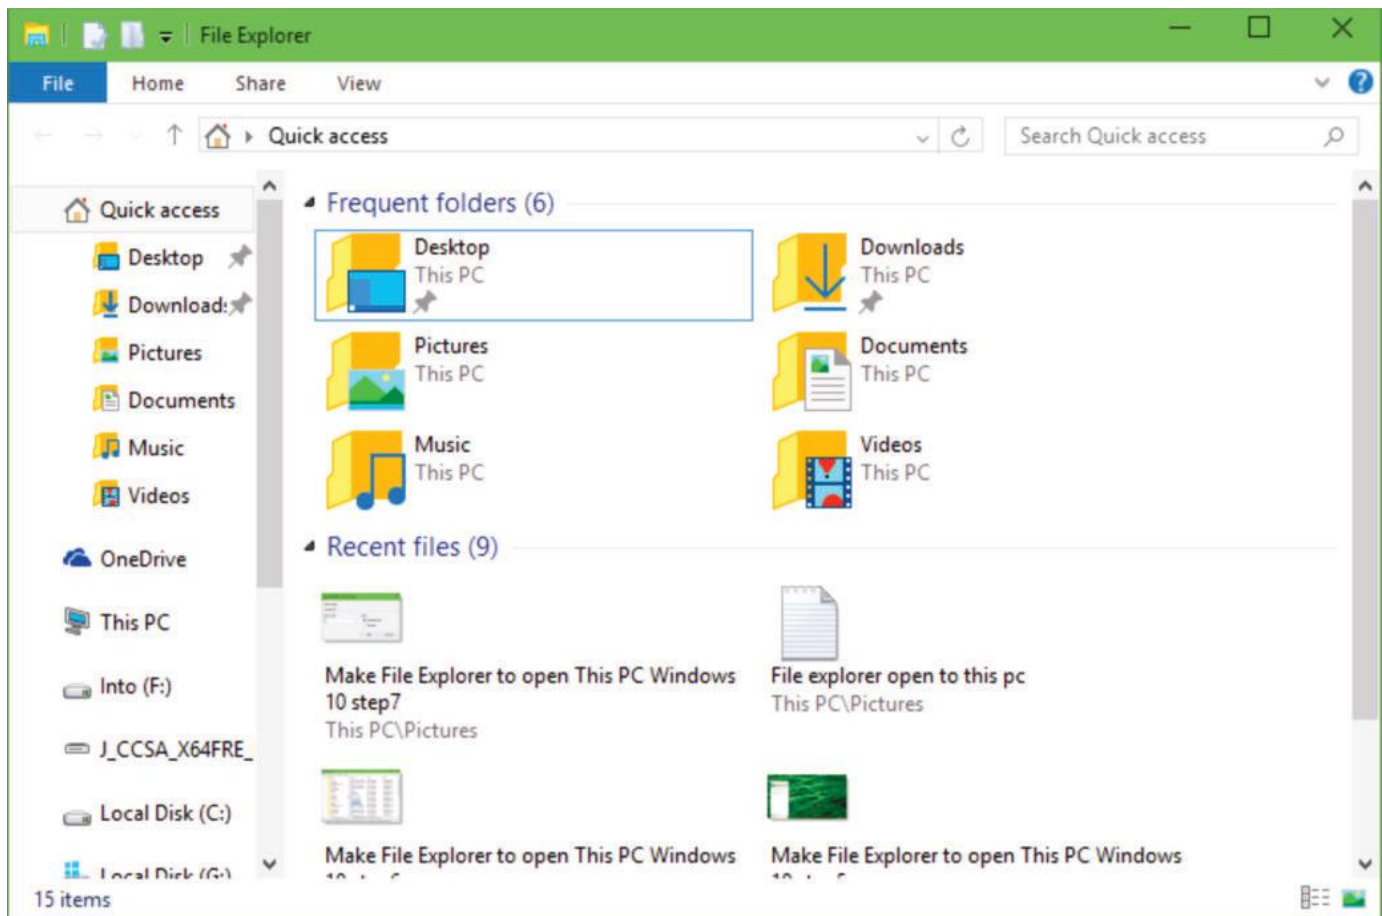 File Explorer
File Home Share View
Quick access
Search Quick access
Quick access
Desktop
Download
Pictures
Documents
Music
Videos
OneDrive
This PC
Into (F:)
J_CCSA_X64FRE_
Local Disk (C:)
Local Disk (G:)
Frequent folders (6)
Desktop
This PC
Downloads
This PC
Pictures
This PC
Documents
This PC
Music
This PC
Videos
This PC
Recent files (9)
Make File Explorer to open This PC Windows
10 step7
This PC\Pictures
File explorer open to this pc
This PC\Pictures
Make File Explorer to open This PC Windows
Make File Explorer to open This PC Windows
15 items